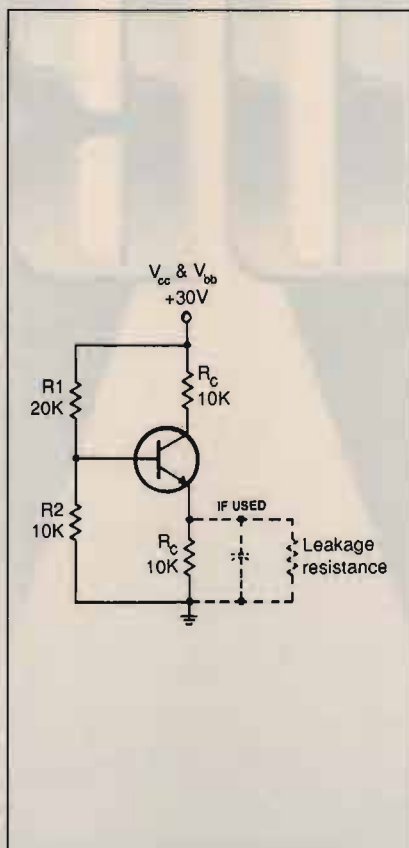 V_cc & V_bb
+30V
R1
20K
R_C
10K
R2
10K
IF USED
R_C
10K
Leakage
resistance